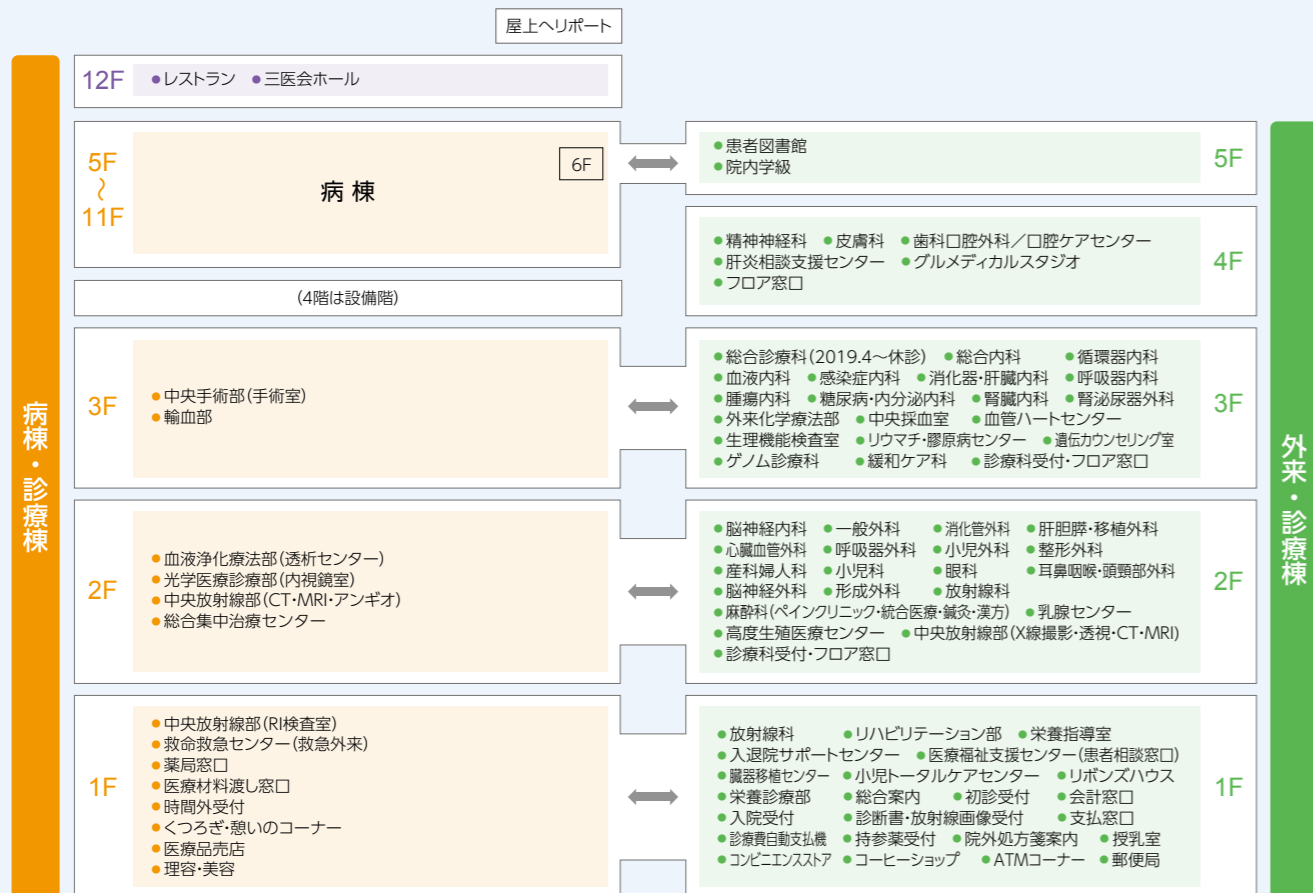 屋上ヘリポート
病棟・診療棟
12F
●レストラン ●三医会ホール
5F
〜
11F
病棟
6F
(4階は設備階)
3F
●中央手術部(手術室)
●輸血部
2F
●血液浄化療法部(透析センター)
●光学医療診療部(内視鏡室)
●中央放射線部(CT・MRI・アンギオ)
●総合集中治療センター
1F
●中央放射線部(RI検査室)
●救命救急センター(救急外来)
●薬局窓口
●医療材料渡し窓口
●時間外受付
●くつろぎ・憩いのコーナー
●医療品売店
●理容・美容
外来・診療棟
5F
●患者図書館
●院内学級
4F
●精神神経科 ●皮膚科 ●歯科口腔外科/口腔ケアセンター
●肝炎相談支援センター ●グルメディカルスタジオ
●フロア窓口
3F
●総合診療科(2019.4〜休診) ●総合内科 ●循環器内科
●血液内科 ●感染症内科 ●消化器・肝臓内科 ●呼吸器内科
●腫瘍内科 ●糖尿病・内分泌内科 ●腎臓内科 ●腎泌尿器外科
●外来化学療法部 ●中央採血室 ●血管ハートセンター
●生理機能検査室 ●リウマチ・膠原病センター ●遺伝カウンセリング室
●ゲノム診療科 ●緩和ケア科 ●診療科受付・フロア窓口
2F
●脳神経内科 ●一般外科 ●消化管外科 ●肝胆膵・移植外科
●心臓血管外科 ●呼吸器外科 ●小児外科 ●整形外科
●産科婦人科 ●小児科 ●眼科 ●耳鼻咽喉・頭頸部外科
●脳神経外科 ●形成外科 ●放射線科
●麻酔科(ペインクリニック・統合医療・鍼灸・漢方) ●乳腺センター
●高度生殖医療センター ●中央放射線部(X線撮影・透視・CT・MRI)
●診療科受付・フロア窓口
1F
●放射線科 ●リハビリテーション部 ●栄養指導室
●入退院サポートセンター ●医療福祉支援センター(患者相談窓口)
●臓器移植センター ●小児トータルケアセンター ●リボンズハウス
●栄養診療部 ●総合案内 ●初診受付 ●会計窓口
●入院受付 ●診断書・放射線画像受付 ●支払窓口
●診療費自動支払機 ●持参薬受付 ●院外処方箋案内 ●授乳室
●コンビニエンスストア ●コーヒーショップ ●ATMコーナー ●郵便局